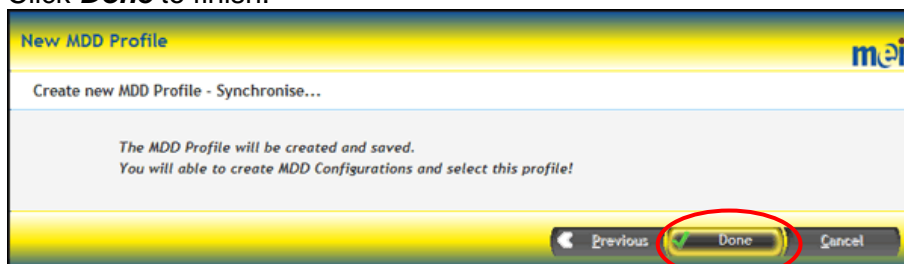 Click Done to finish.
New MDD Profile
mei
Create new MDD Profile - Synchronise...
The MDD Profile will be created and saved.
You will able to create MDD Configurations and select this profile!
Previous Done Cancel